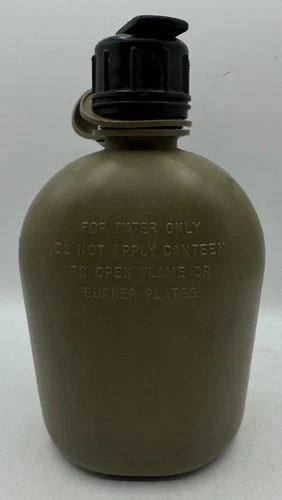 FOR WATER ONLY
DO NOT APPLY CANTEEN
TO OPEN FLAME OR
BURNER PLATES